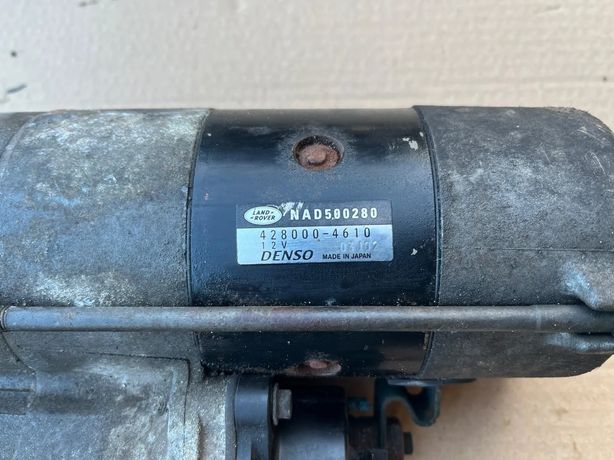 LAND ROVER NAD500280
428000-4610
12V
DENSO MADE IN JAPAN